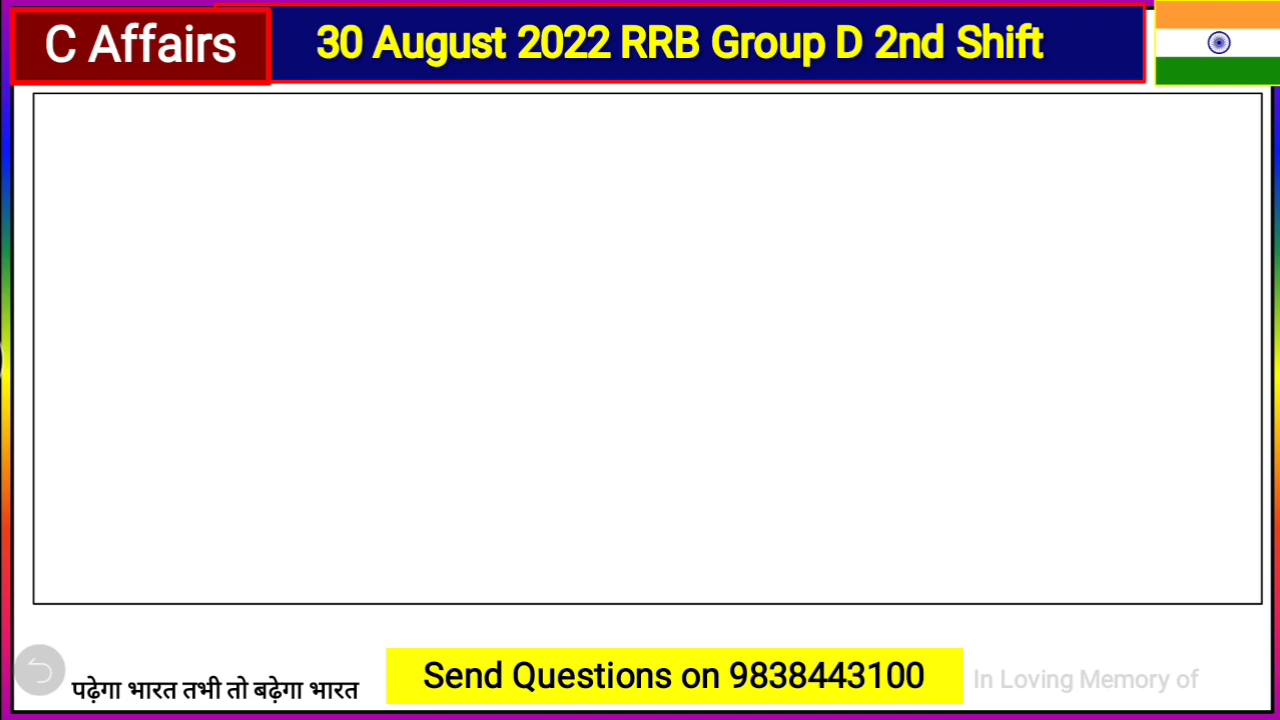 C Affairs
30 August 2022 RRB Group D 2nd Shift
पढ़ेगा भारत तभी तो बढ़ेगा भारत
Send Questions on 9838443100
In Loving Memory of